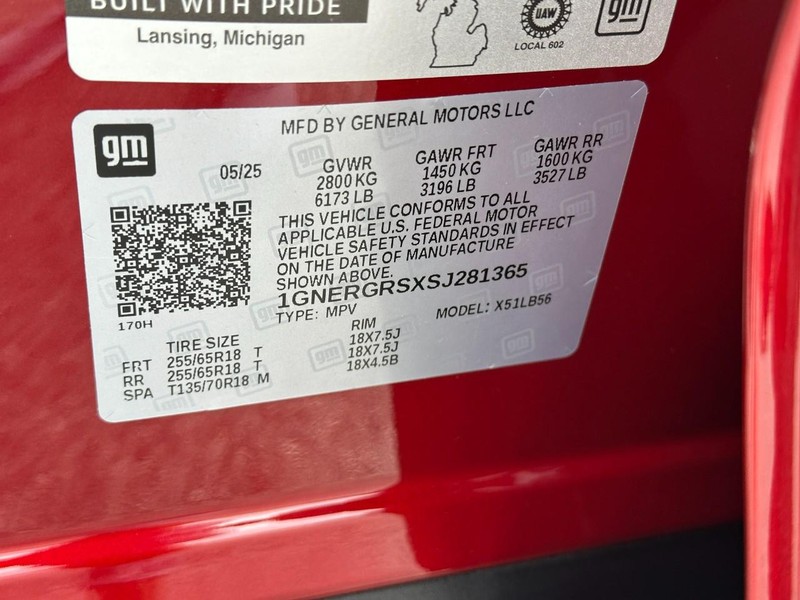 BUILT WITH PRIDE
Lansing, Michigan
UAW
LOCAL 602
gm
gm
MFD BY GENERAL MOTORS LLC
05/25
GVWR
2800 KG
6173 LB
GAWR FRT
1450 KG
3196 LB
GAWR RR
1600 KG
3527 LB
THIS VEHICLE CONFORMS TO ALL
APPLICABLE U.S. FEDERAL MOTOR
VEHICLE SAFETY STANDARDS IN EFFECT
ON THE DATE OF MANUFACTURE
SHOWN ABOVE.
1GNERGRSXSJ281365
TYPE: MPV MODEL: X51LB56
170H
TIRE SIZE RIM
FRT 255/65R18 T 18X7.5J
RR 255/65R18 T 18X7.5J
SPA T135/70R18 M 18X4.5B